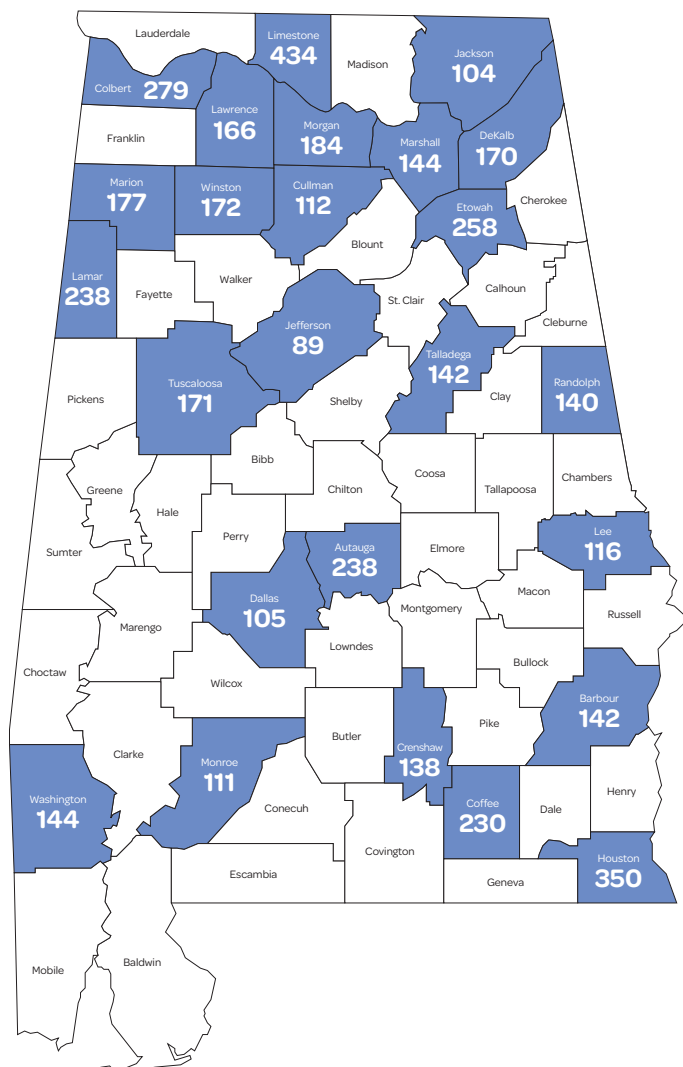 Lauderdale
Limestone
434
Madison
Jackson
104
Colbert 279
Lawrence
166
Morgan
184
Marshall
144
DeKalb
170
Franklin
Marion
177
Winston
172
Cullman
112
Cherokee
Etowah
258
Blount
Lamar
238
Fayette
Walker
St. Clair
Calhoun
Cleburne
Jefferson
89
Talladega
142
Pickens
Tuscaloosa
171
Shelby
Clay
Randolph
140
Bibb
Greene
Hale
Chilton
Coosa
Tallapoosa
Chambers
Sumter
Perry
Autauga
238
Elmore
Lee
116
Dallas
105
Montgomery
Macon
Russell
Marengo
Lowndes
Bullock
Choctaw
Wilcox
Barbour
142
Clarke
Butler
Crenshaw
138
Pike
Washington
144
Monroe
111
Conecuh
Coffee
230
Dale
Henry
Covington
Escambia
Geneva
Houston
350
Mobile
Baldwin